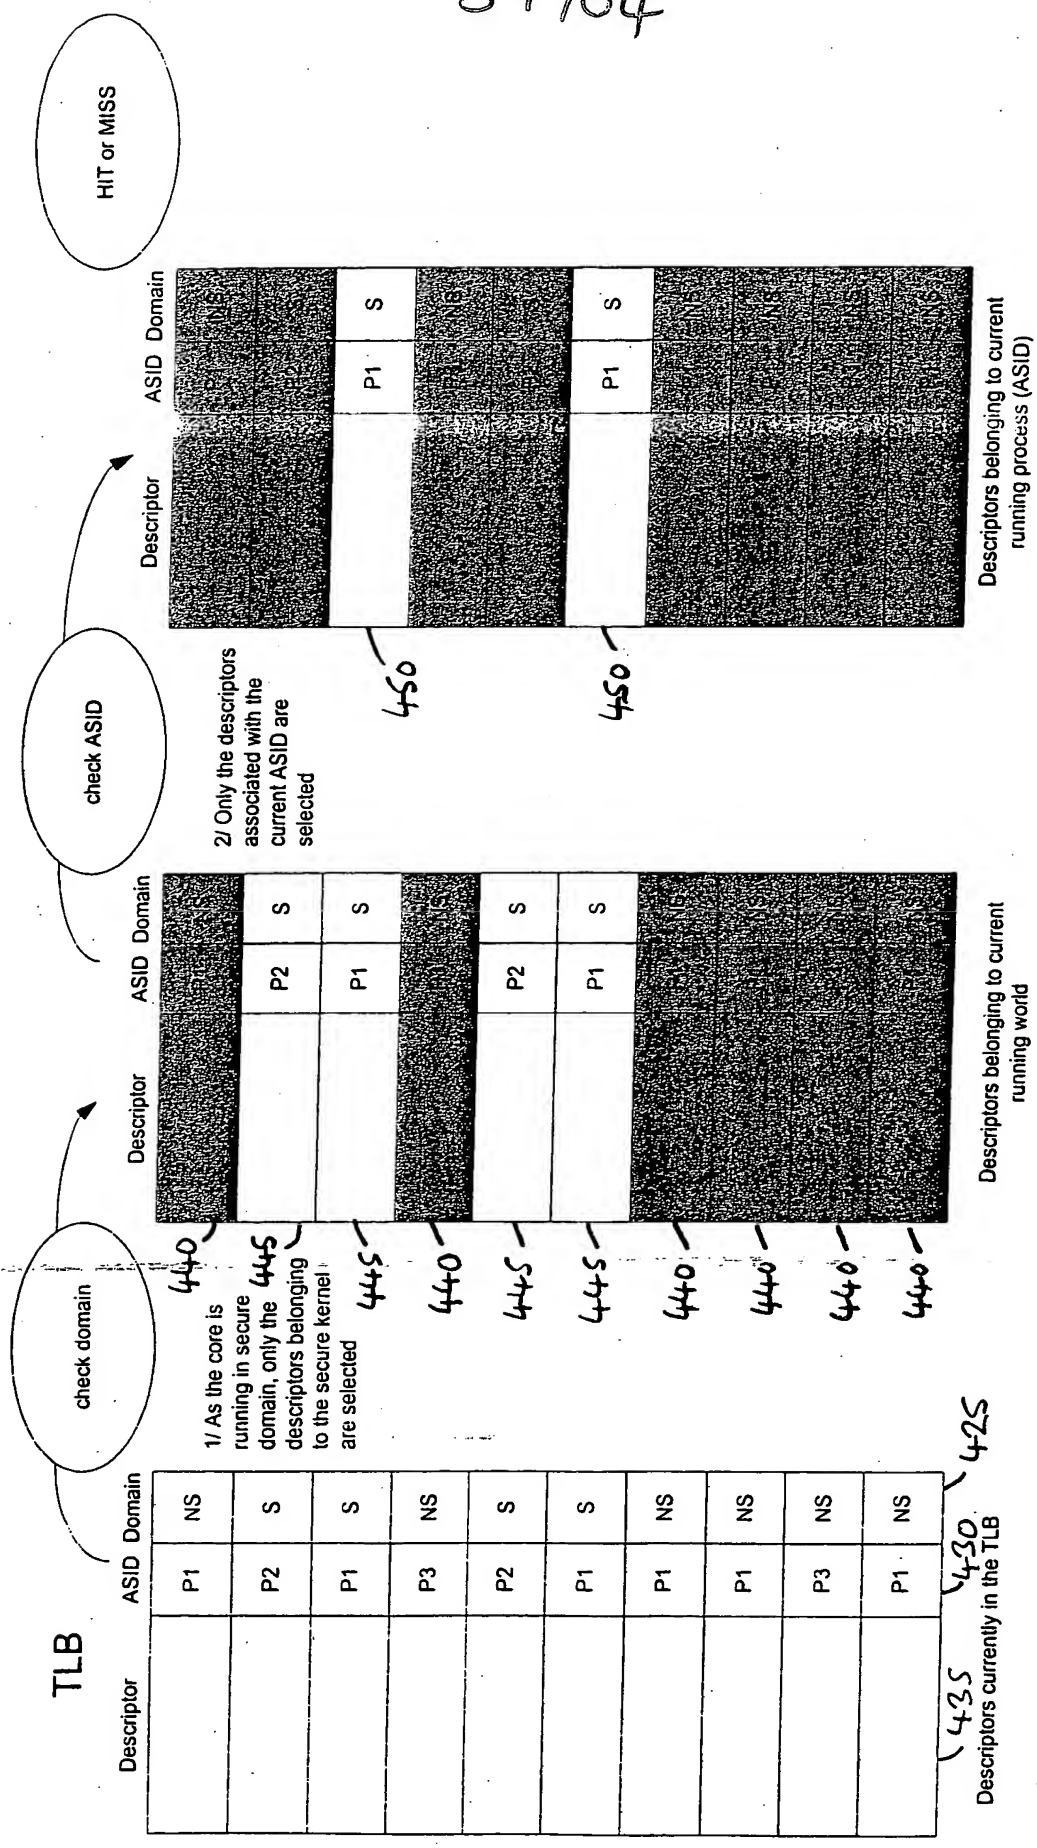 TLB
Descriptor ASID Domain
P1 NS
P2 S
P1 S
P3 NS
P2 S
P1 S
P1 NS
P1 NS
P3 NS
P1 NS
435
430
425
Descriptors currently in the TLB
check domain
1/ As the core is
running in secure
domain, only the
descriptors belonging
to the secure kernel
are selected
Descriptor ASID Domain
440
445 P2 S
445 P1 S
440
445 P2 S
445 P1 S
440
440
440
440
Descriptors belonging to current
running world
check ASID
2/ Only the descriptors
associated with the
current ASID are
selected
Descriptor ASID Domain
450 P1 S
450 P1 S
Descriptors belonging to current
running process (ASID)
HIT or MISS